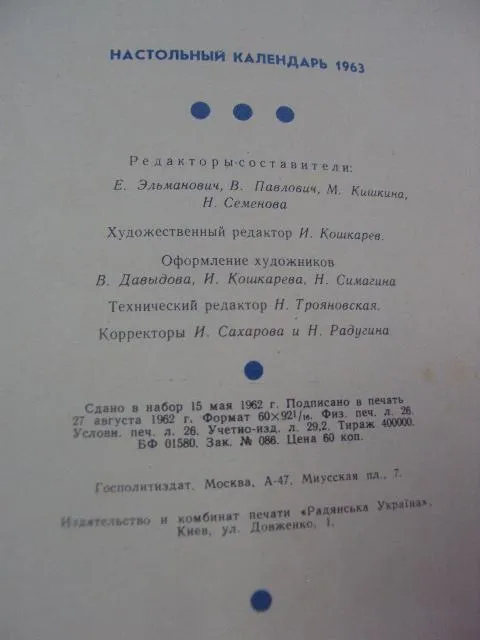 НАСТОЛЬНЫЙ КАЛЕНДАРЬ 1963
Редакторы-составители:
Е. Эльманович, В. Павлович, М. Кишкина,
Н. Семенова
Художественный редактор И. Кошкарев.
Оформление художников
В. Давыдова, И. Кошкарева, Н. Симагина
Технический редактор Н. Трояновская.
Корректоры И. Сахарова и Н. Радугина
Сдано в набор 15 мая 1962 г. Подписано в печать
27 августа 1962 г. Формат 60×921/16. Физ. печ. л. 26.
Условн. печ. л. 26. Учетно-изд. л. 29,2. Тираж 400000.
БФ 01580. Зак. № 086. Цена 60 коп.
Госполитиздат, Москва, А-47, Миусская пл., 7.
Издательство и комбинат печати «Радянська Україна»,
Киев, ул. Довженко, 1.